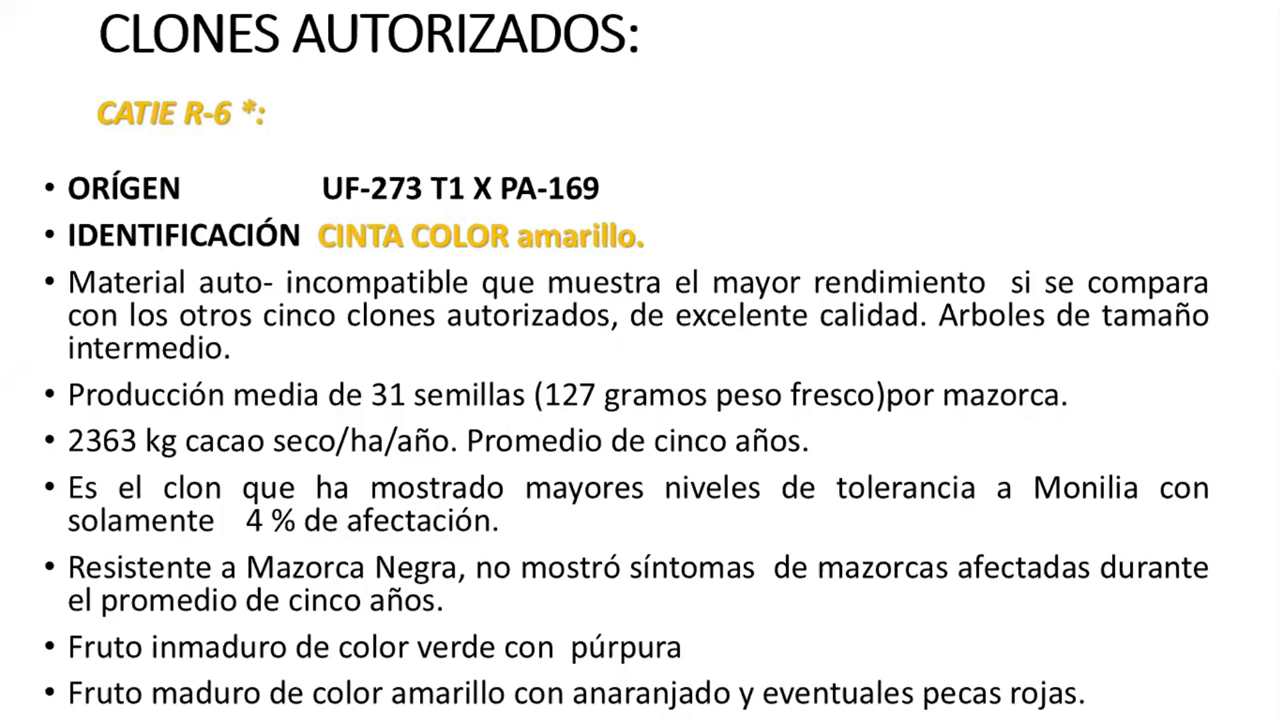 CLONES AUTORIZADOS:
CATIE R-6 *:
• ORÍGEN UF-273 T1 X PA-169
• IDENTIFICACIÓN CINTA COLOR amarillo.
• Material auto- incompatible que muestra el mayor rendimiento si se compara
con los otros cinco clones autorizados, de excelente calidad. Arboles de tamaño
intermedio.
• Producción media de 31 semillas (127 gramos peso fresco)por mazorca.
• 2363 kg cacao seco/ha/año. Promedio de cinco años.
• Es el clon que ha mostrado mayores niveles de tolerancia a Monilia con
solamente 4 % de afectación.
• Resistente a Mazorca Negra, no mostró síntomas de mazorcas afectadas durante
el promedio de cinco años.
• Fruto inmaduro de color verde con púrpura
• Fruto maduro de color amarillo con anaranjado y eventuales pecas rojas.